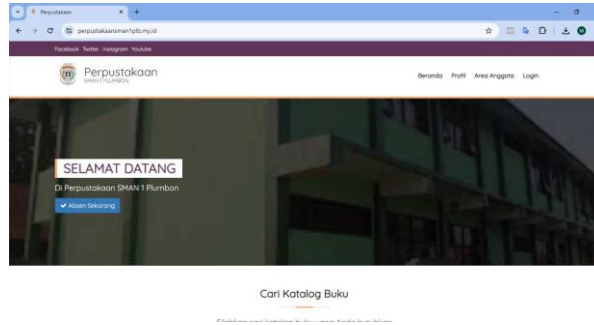 Perpustakaan
perpustakaansman1plb.my.id
Facebook Twitter Instagram Youtube
Perpustakaan
SMAN 1 PLUMBON
Beranda Profil Area Anggota Login
SELAMAT DATANG
Di Perpustakaan SMAN 1 Plumbon
Absen Sekarang
Cari Katalog Buku